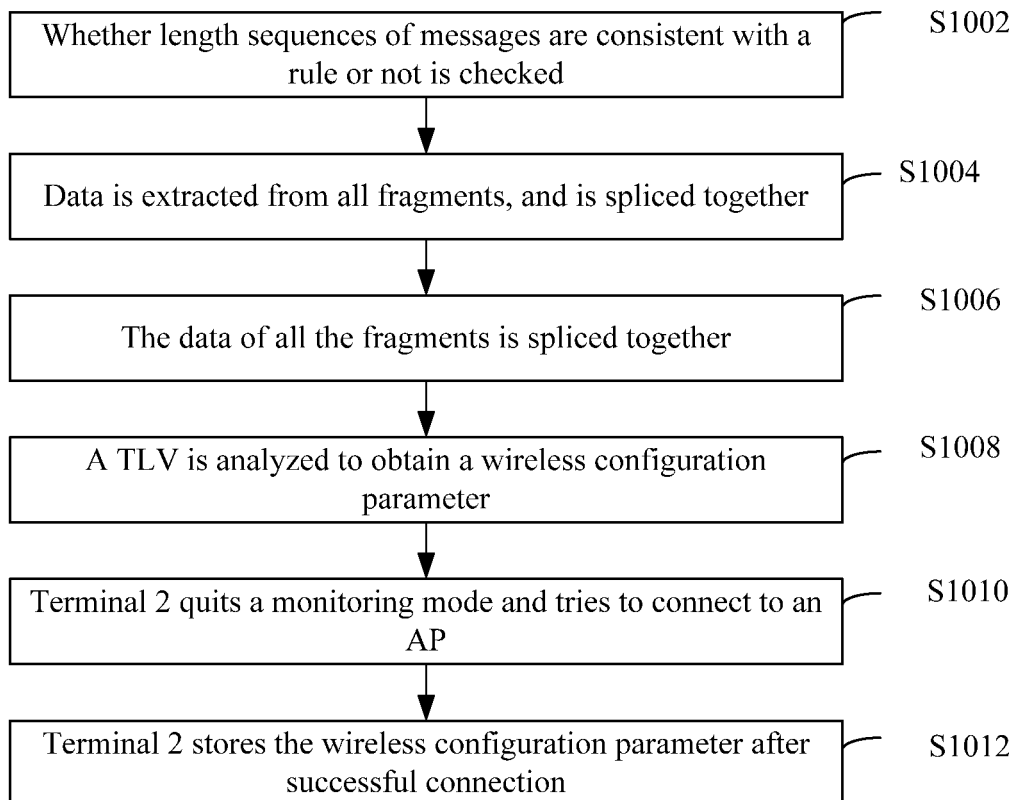 Whether length sequences of messages are consistent with a
rule or not is checked
S1002
Data is extracted from all fragments, and is spliced together
S1004
The data of all the fragments is spliced together
S1006
A TLV is analyzed to obtain a wireless configuration
parameter
S1008
Terminal 2 quits a monitoring mode and tries to connect to an
AP
S1010
Terminal 2 stores the wireless configuration parameter after
successful connection
S1012